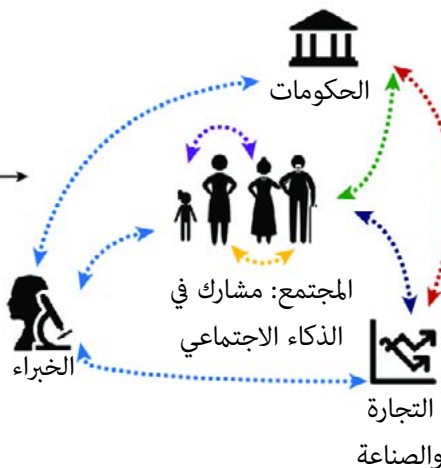 الحكومات
المجتمع: مشارك في
الذكاء الاجتماعي
الخبراء
التجارة
والصناعة